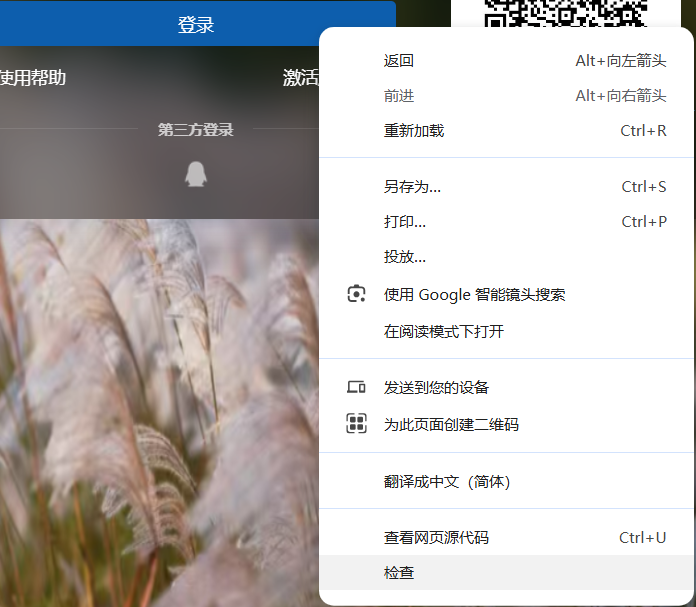 登录
使用帮助
激活
第三方登录
返回 Alt+向左箭头
前进 Alt+向右箭头
重新加载 Ctrl+R
另存为... Ctrl+S
打印... Ctrl+P
投放...
使用 Google 智能镜头搜索
在阅读模式下打开
发送到您的设备
为此页面创建二维码
翻译成中文（简体）
查看网页源代码 Ctrl+U
检查